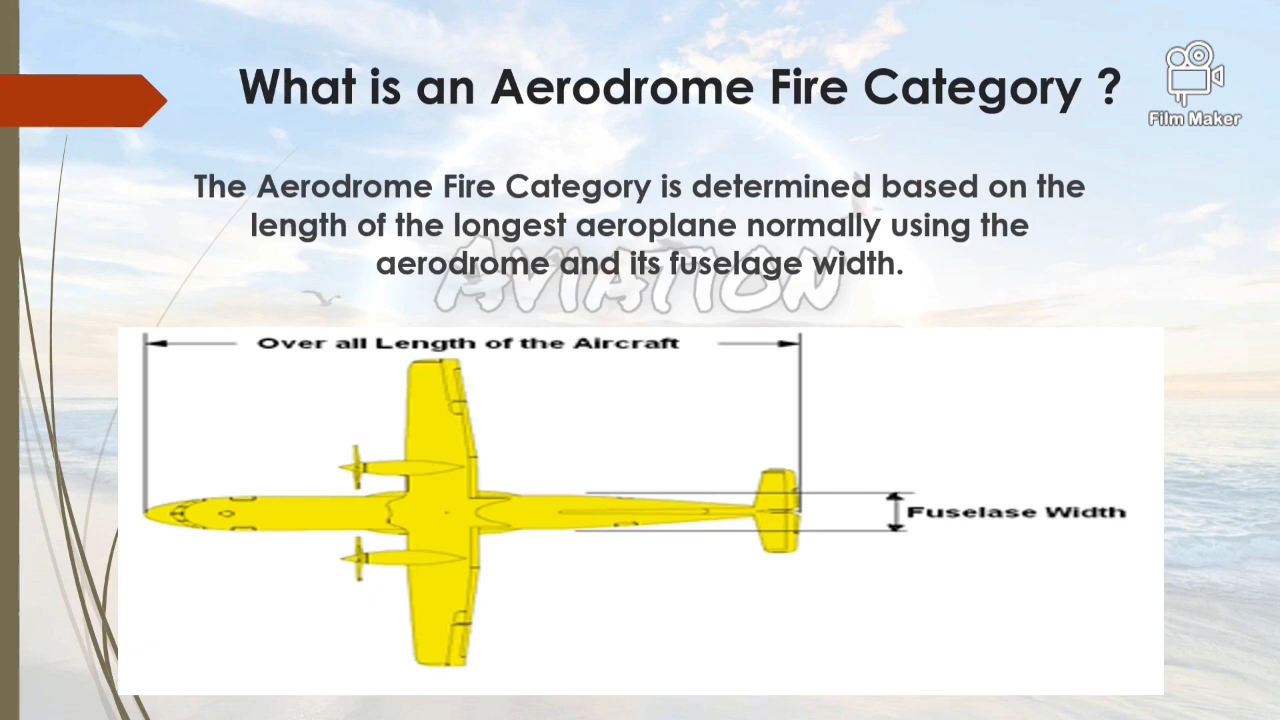 What is an Aerodrome Fire Category ?
Film Maker
The Aerodrome Fire Category is determined based on the
length of the longest aeroplane normally using the
aerodrome and its fuselage width.
AVIATION
Over all Length of the Aircraft
Fuselase Width